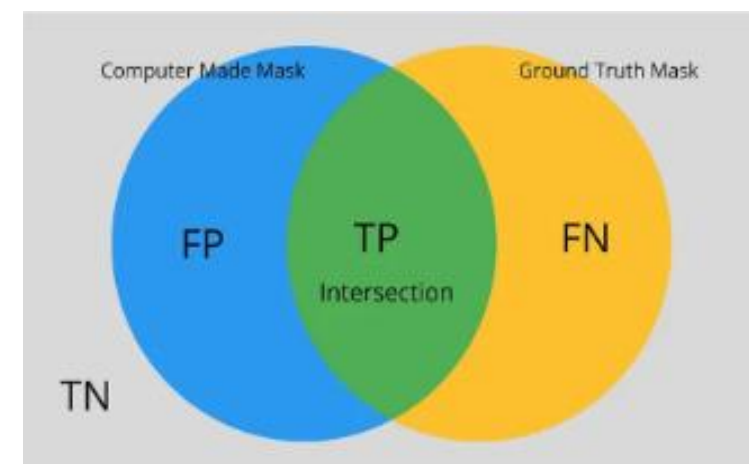 Computer Made Mask
Ground Truth Mask
FP
TP
FN
Intersection
TN